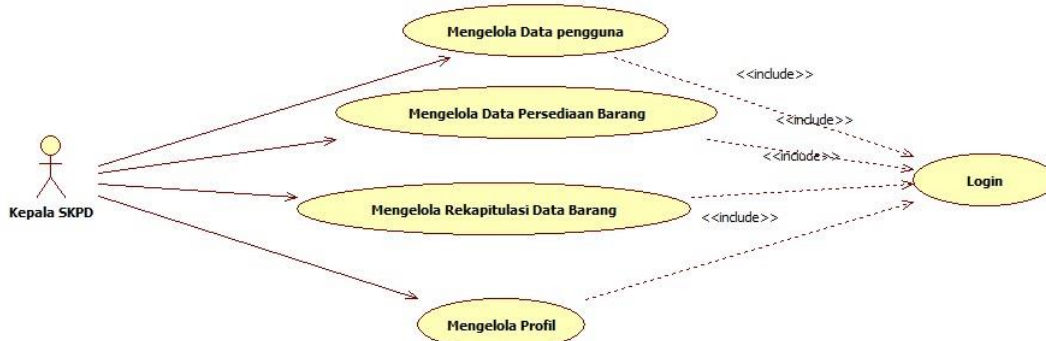 Mengelola Data pengguna
<<include>>
Mengelola Data Persediaan Barang
<<include>>
<<include>>
Login
Kepala SKPD
Mengelola Rekapitulasi Data Barang
<<include>>
Mengelola Profil